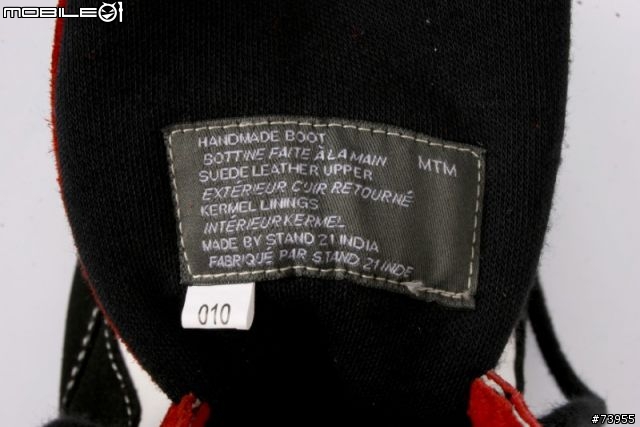 MOBILE01
HANDMADE BOOT
BOTTINE FAITE À LA MAIN
MTM
SUEDE LEATHER UPPER
EXTÉRIEUR CUIR RETOURNÉ
KERMEL LININGS
INTÉRIEUR KERMEL
MADE BY STAND 21 INDIA
FABRIQUÉ PAR STAND 21 INDE
010
#73955